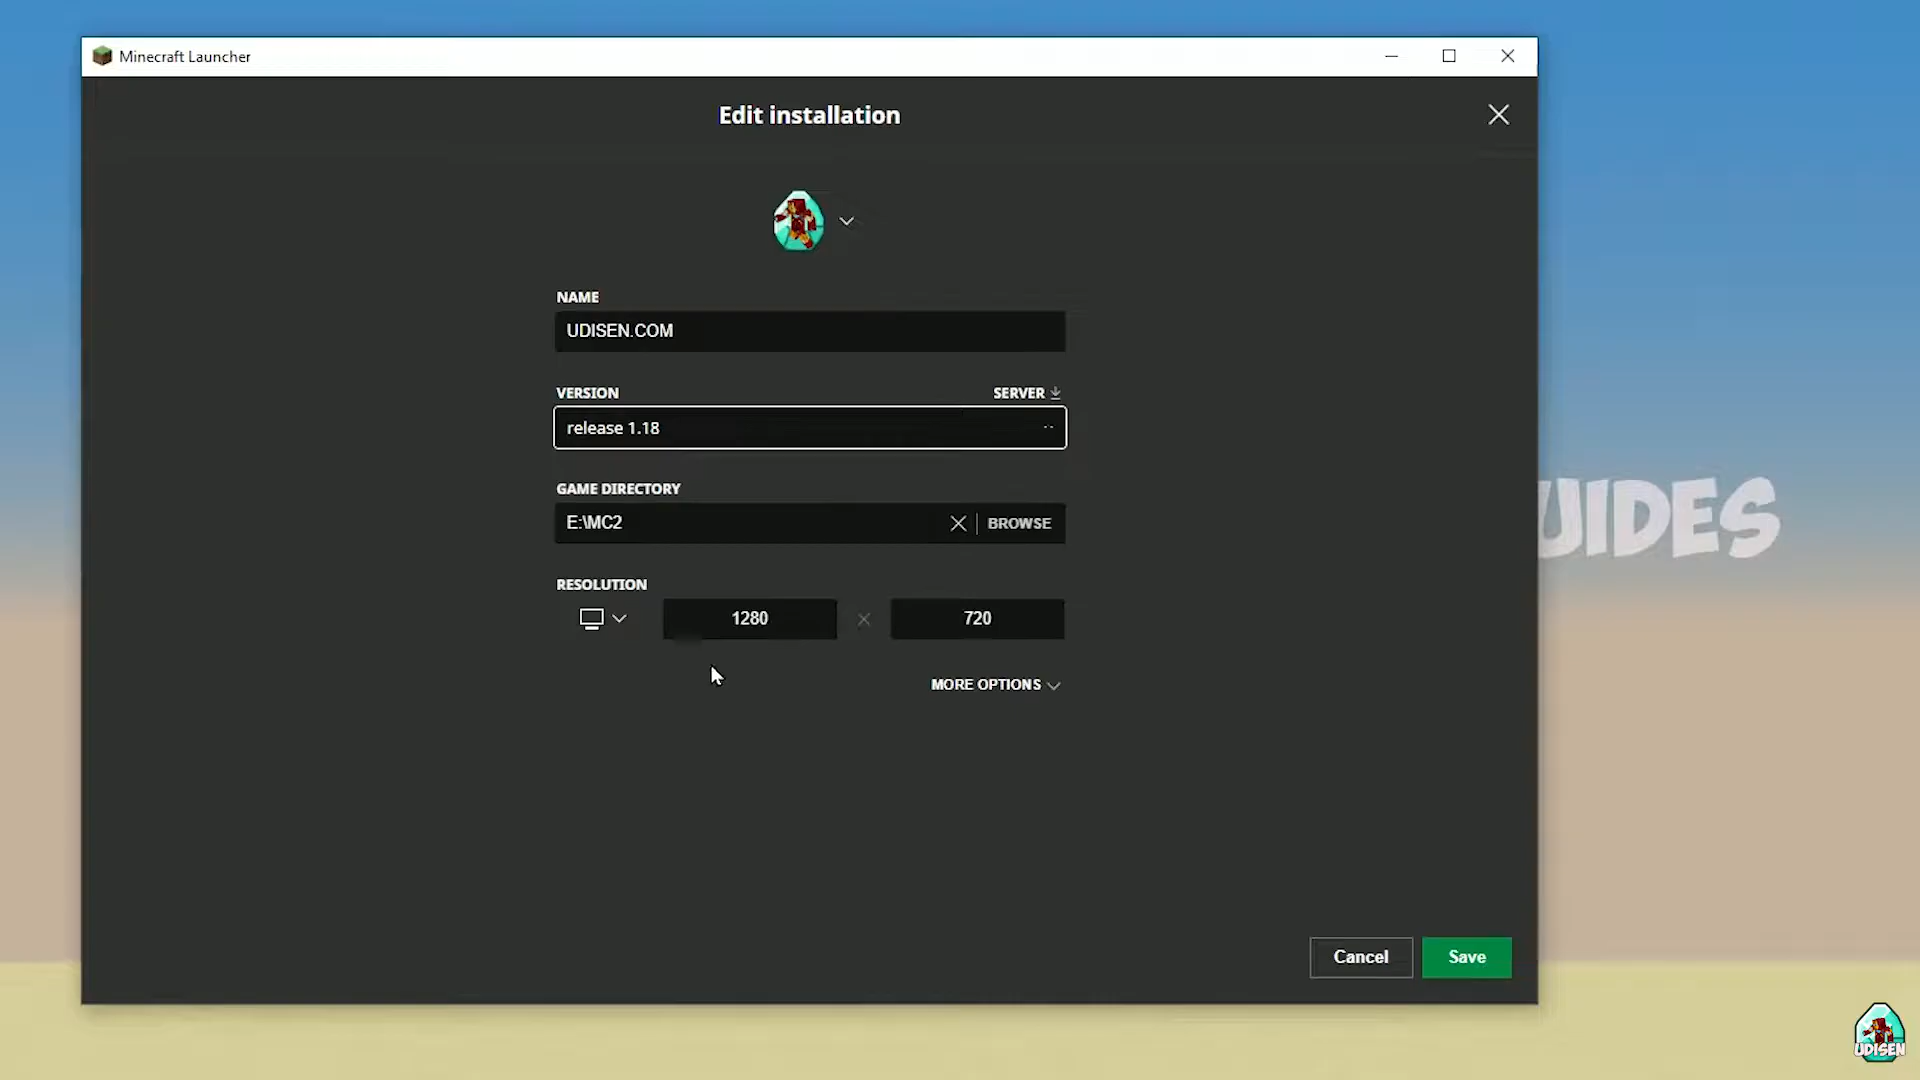 Minecraft Launcher
Edit installation
NAME
UDISEN.COM
VERSION
SERVER
release 1.18
GAME DIRECTORY
E:\MC2
BROWSE
RESOLUTION
1280
720
MORE OPTIONS
Cancel
Save
UIDES
UDISEN